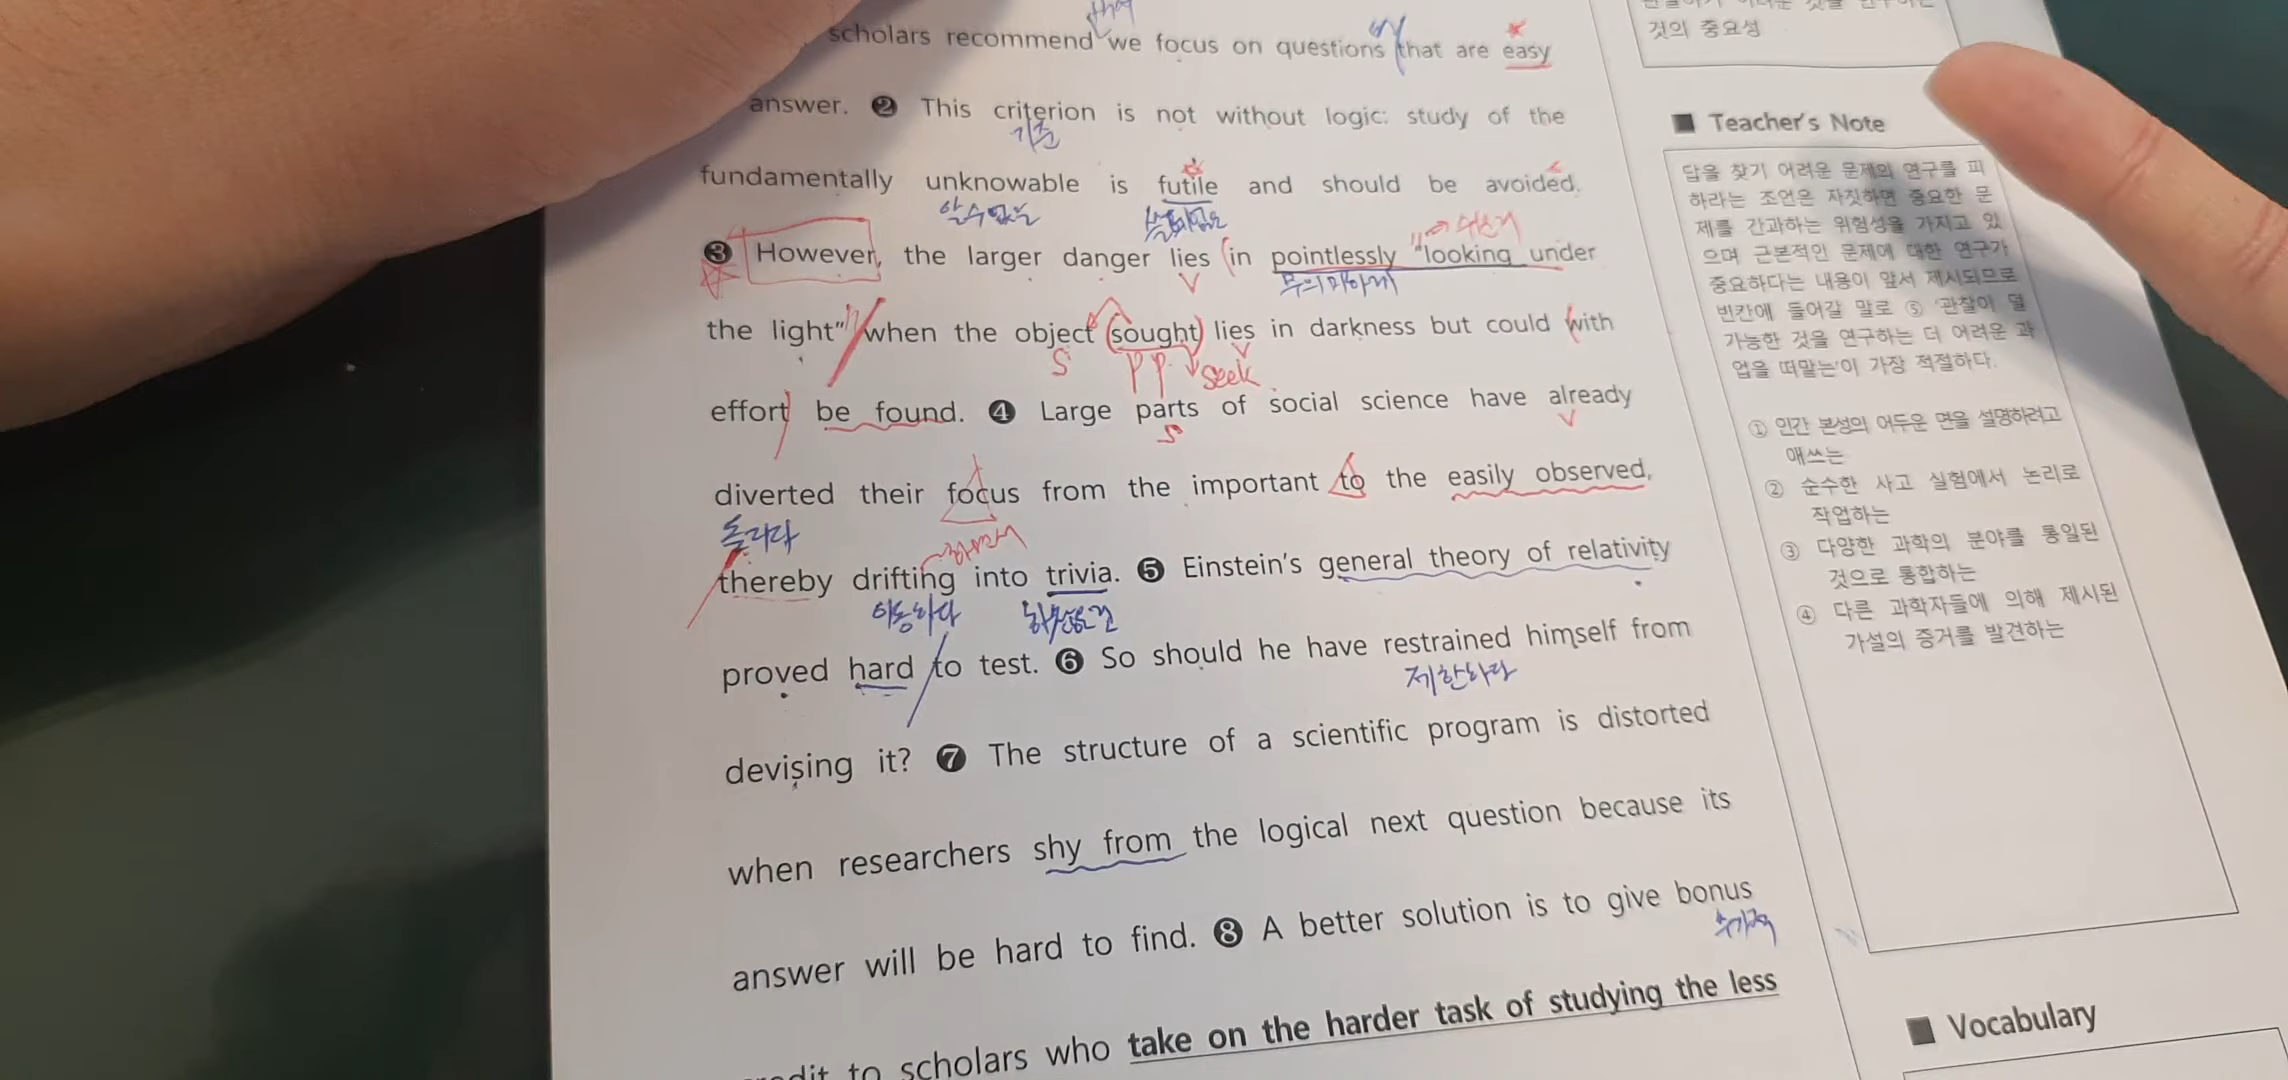 scholars recommend we focus on questions that are easy
that
answer. ❷ This criterion is not without logic: study of the
기준
fundamentally unknowable is futile and should be avoided.
알수없는
❸ However, the larger danger lies in pointlessly "looking under
무의미하게
the light" when the object sought lies in darkness but could with
S P.P. seek
effort be found. ❹ Large parts of social science have already
S
diverted their focus from the important to the easily observed,
돌리다
thereby drifting into trivia. ❺ Einstein's general theory of relativity
이동하다
proved hard to test. ❻ So should he have restrained himself from
제한하다
devising it? ❼ The structure of a scientific program is distorted
when researchers shy from the logical next question because its
answer will be hard to find. ❽ A better solution is to give bonus
추가적
to scholars who take on the harder task of studying the less
것의 중요성
■ Teacher's Note
답을 찾기 어려운 문제의 연구를 피
하라는 조언은 자칫하면 중요한 문
제를 간과하는 위험성을 가지고 있
으며 근본적인 문제에 대한 연구가
중요하다는 내용이 앞서 제시되므로
빈칸에 들어갈 말로 ⑤ '관찰이 덜
가능한 것을 연구하는 더 어려운 과
업을 떠맡는'이 가장 적절하다.
① 인간 본성의 어두운 면을 설명하려고
애쓰는
② 순수한 사고 실험에서 논리로
작업하는
③ 다양한 과학의 분야를 통일된
것으로 통합하는
④ 다른 과학자들에 의해 제시된
가설의 증거를 발견하는
■ Vocabulary